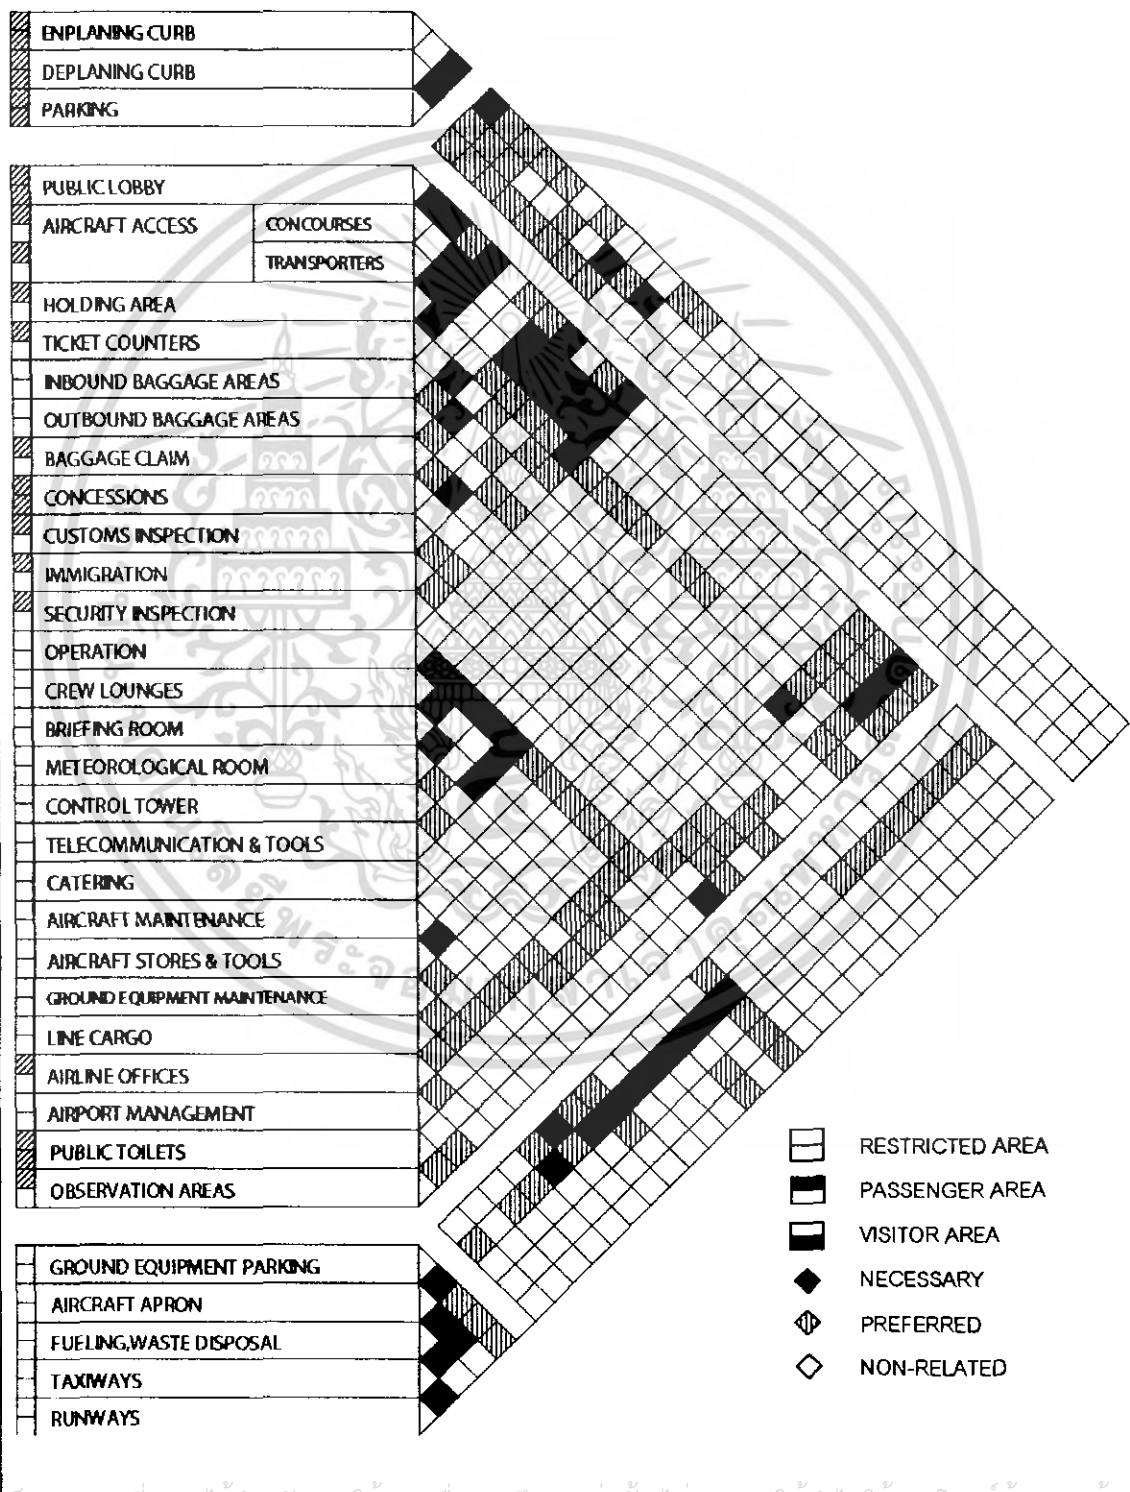 ENPLANING CURB
DEPLANING CURB
PARKING
PUBLIC LOBBY
AIRCRAFT ACCESS
CONCOURSES
TRANSPORTERS
HOLDING AREA
TICKET COUNTERS
INBOUND BAGGAGE AREAS
OUTBOUND BAGGAGE AREAS
BAGGAGE CLAIM
CONCESSIONS
CUSTOMS INSPECTION
IMMIGRATION
SECURITY INSPECTION
OPERATION
CREW LOUNGES
BRIEFING ROOM
METEOROLOGICAL ROOM
CONTROL TOWER
TELECOMMUNICATION & TOOLS
CATERING
AIRCRAFT MAINTENANCE
AIRCRAFT STORES & TOOLS
GROUND EQUIPMENT MAINTENANCE
LINE CARGO
AIRLINE OFFICES
AIRPORT MANAGEMENT
PUBLIC TOILETS
OBSERVATION AREAS
GROUND EQUIPMENT PARKING
AIRCRAFT APRON
FUELING,WASTE DISPOSAL
TAXIWAYS
RUNWAYS
RESTRICTED AREA
PASSENGER AREA
VISITOR AREA
NECESSARY
PREFERRED
NON-RELATED